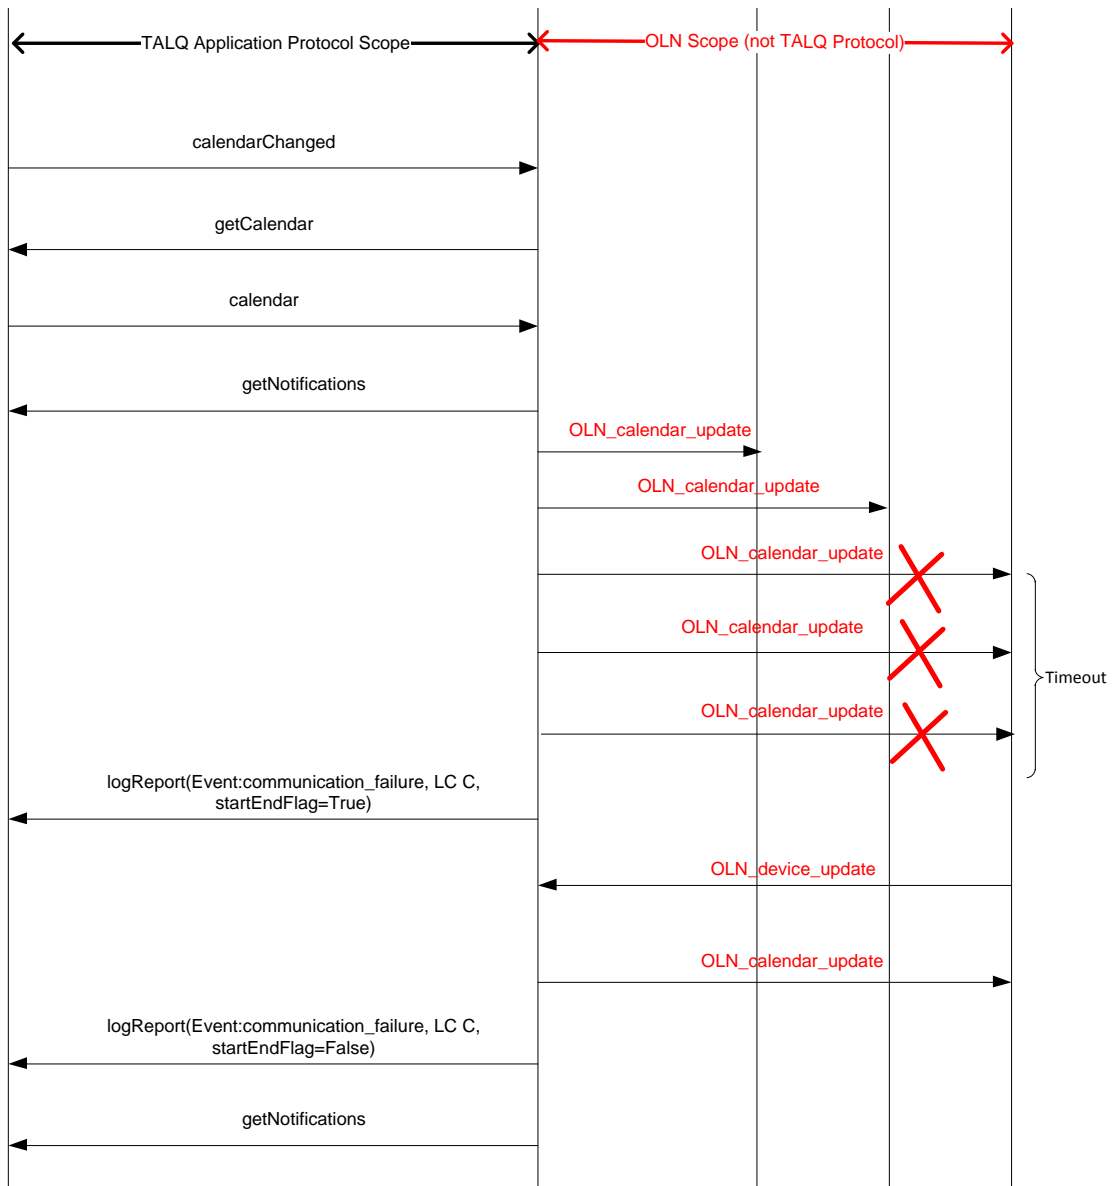 TALQ Application Protocol Scope
OLN Scope (not TALQ Protocol)
calendarChanged
getCalendar
calendar
getNotifications
OLN_calendar_update
OLN_calendar_update
OLN_calendar_update
OLN_calendar_update
Timeout
OLN_calendar_update
logReport(Event:communication_failure, LC C,
startEndFlag=True)
OLN_device_update
OLN_calendar_update
logReport(Event:communication_failure, LC C,
startEndFlag=False)
getNotifications